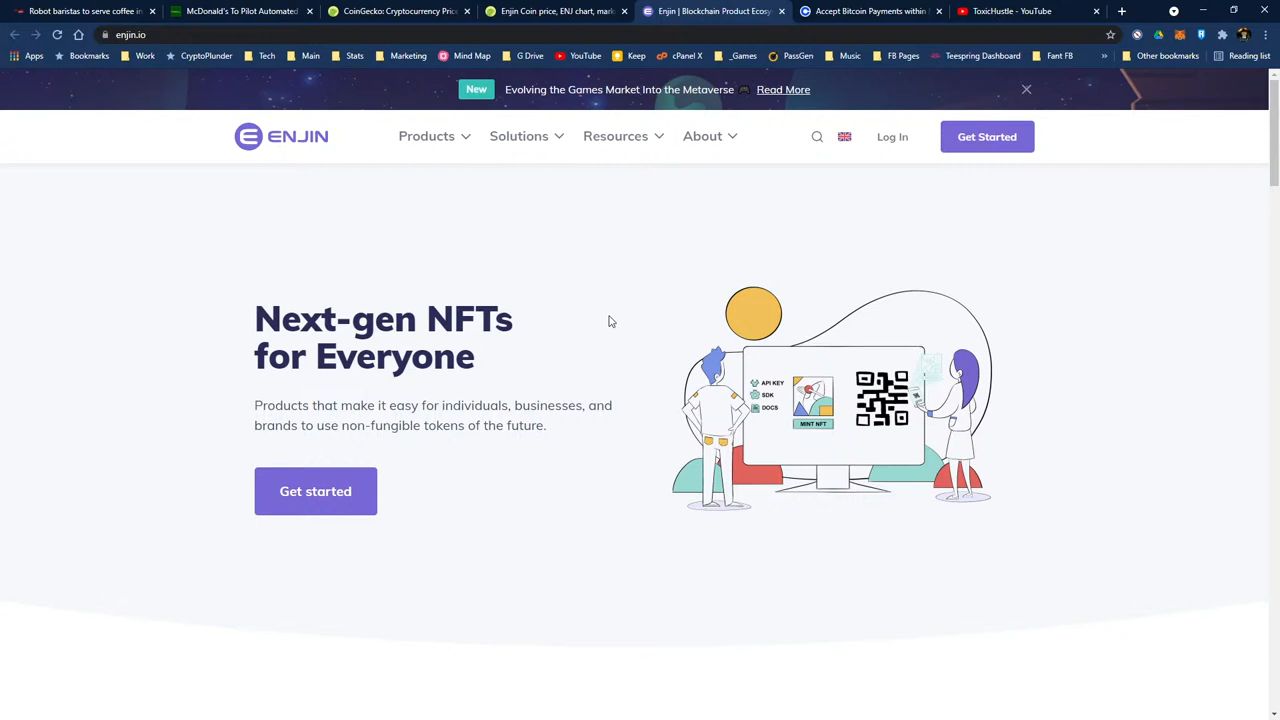 Robot baristas to serve coffee in
McDonald's To Pilot Automated
CoinGecko: Cryptocurrency Price
Enjin Coin price, ENJ chart, mark
Enjin | Blockchain Product Ecosy
Accept Bitcoin Payments within
ToxicHustle - YouTube
enjin.io
Apps
Bookmarks
Work
CryptoPlunder
Tech
Main
Stats
Marketing
Mind Map
G Drive
YouTube
Keep
cPanel X
_Games
PassGen
Music
FB Pages
Teespring Dashboard
Fant FB
»
Other bookmarks
Reading list
New
Evolving the Games Market Into the Metaverse 🎮 Read More
ENJIN
Products
Solutions
Resources
About
Log In
Get Started
Next-gen NFTs
for Everyone
Products that make it easy for individuals, businesses, and
brands to use non-fungible tokens of the future.
Get started
API KEY
SDK
DOCS
MINT NFT